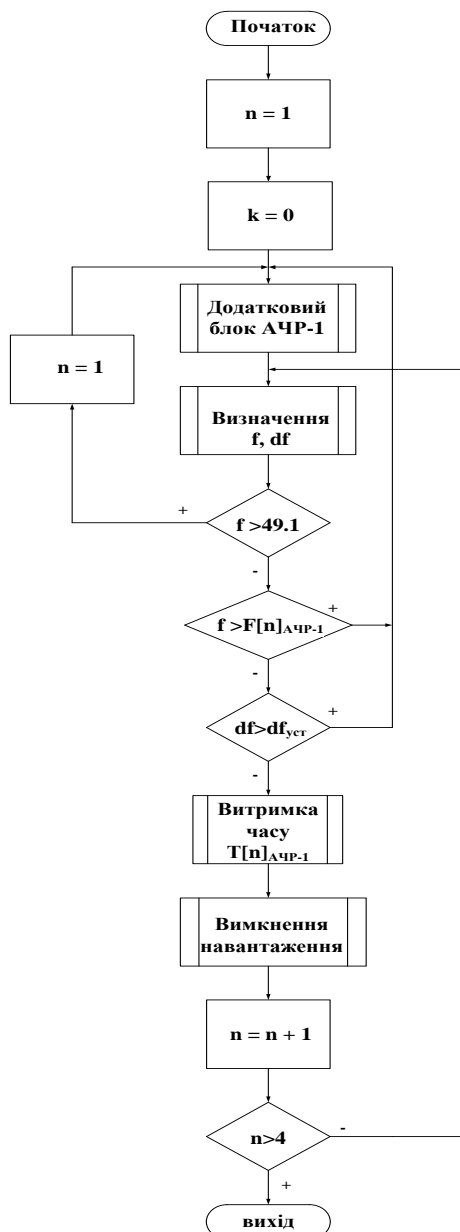 Початок
n = 1
k = 0
Додатковий
блок АЧР-1
n = 1
Визначення
f, df
+
f >49.1
-
f >F[n]АЧР-1
+
-
df>dfуст
+
-
Витримка
часу
T[n]АЧР-1
Вимкнення
навантаження
n = n + 1
n>4
-
+
вихід